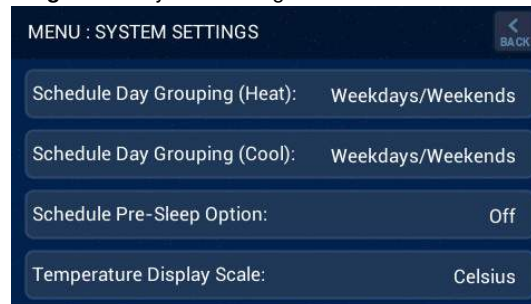 MENU : SYSTEM SETTINGS
BACK
Schedule Day Grouping (Heat): Weekdays/Weekends
Schedule Day Grouping (Cool): Weekdays/Weekends
Schedule Pre-Sleep Option: Off
Temperature Display Scale: Celsius